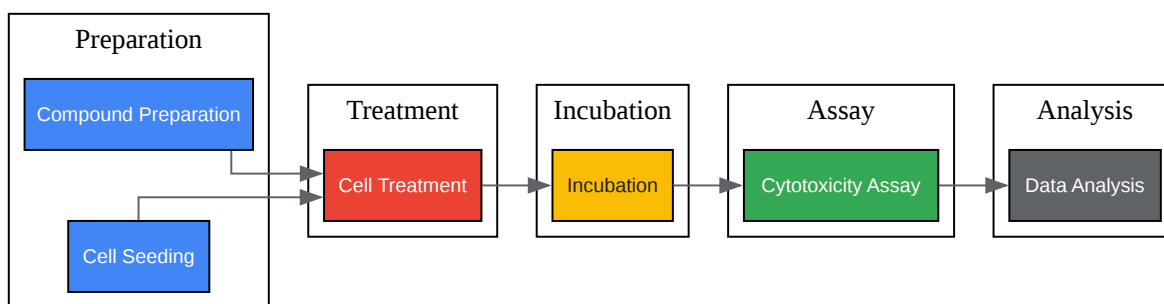 Preparation
Compound Preparation
Cell Seeding
Treatment
Cell Treatment
Incubation
Incubation
Assay
Cytotoxicity Assay
Analysis
Data Analysis